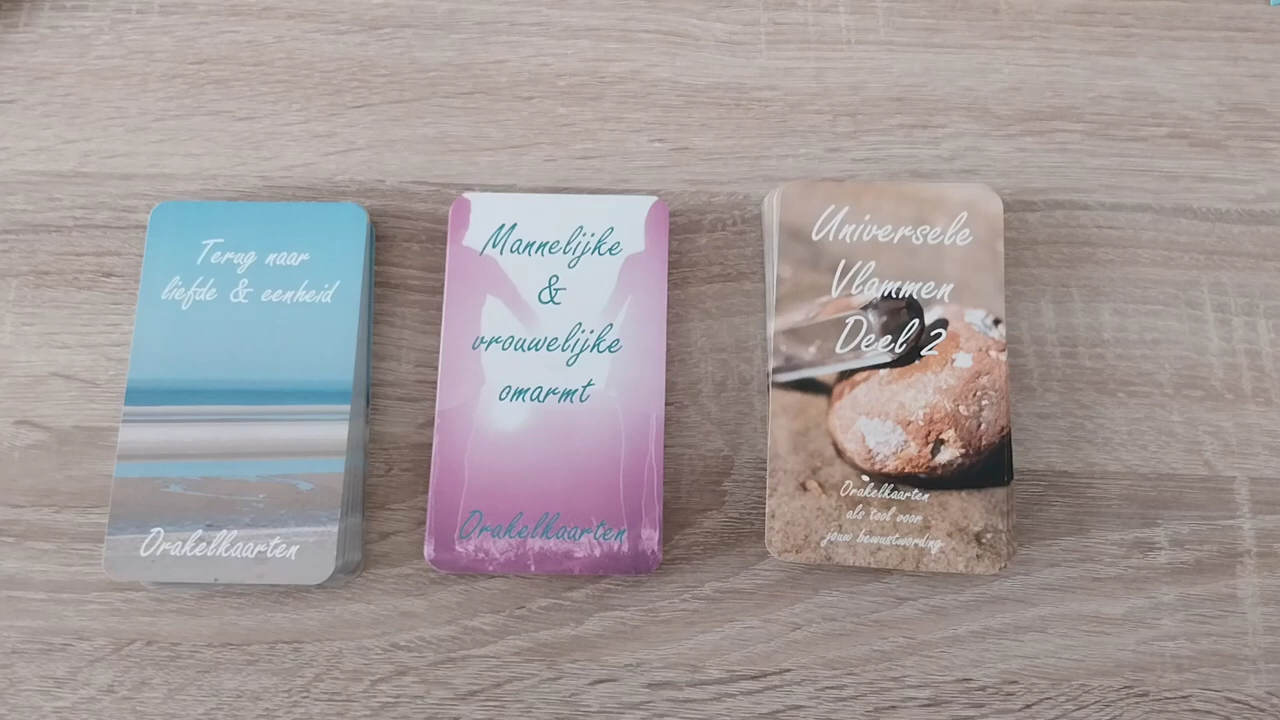 Terug naar
liefde & eenheid
Orakelkaarten
Mannelijke
&
vrouwelijke
omarmt
Orakelkaarten
Universele
Vlammen
Deel 2
Orakelkaarten
als tool voor
jouw bewustwording